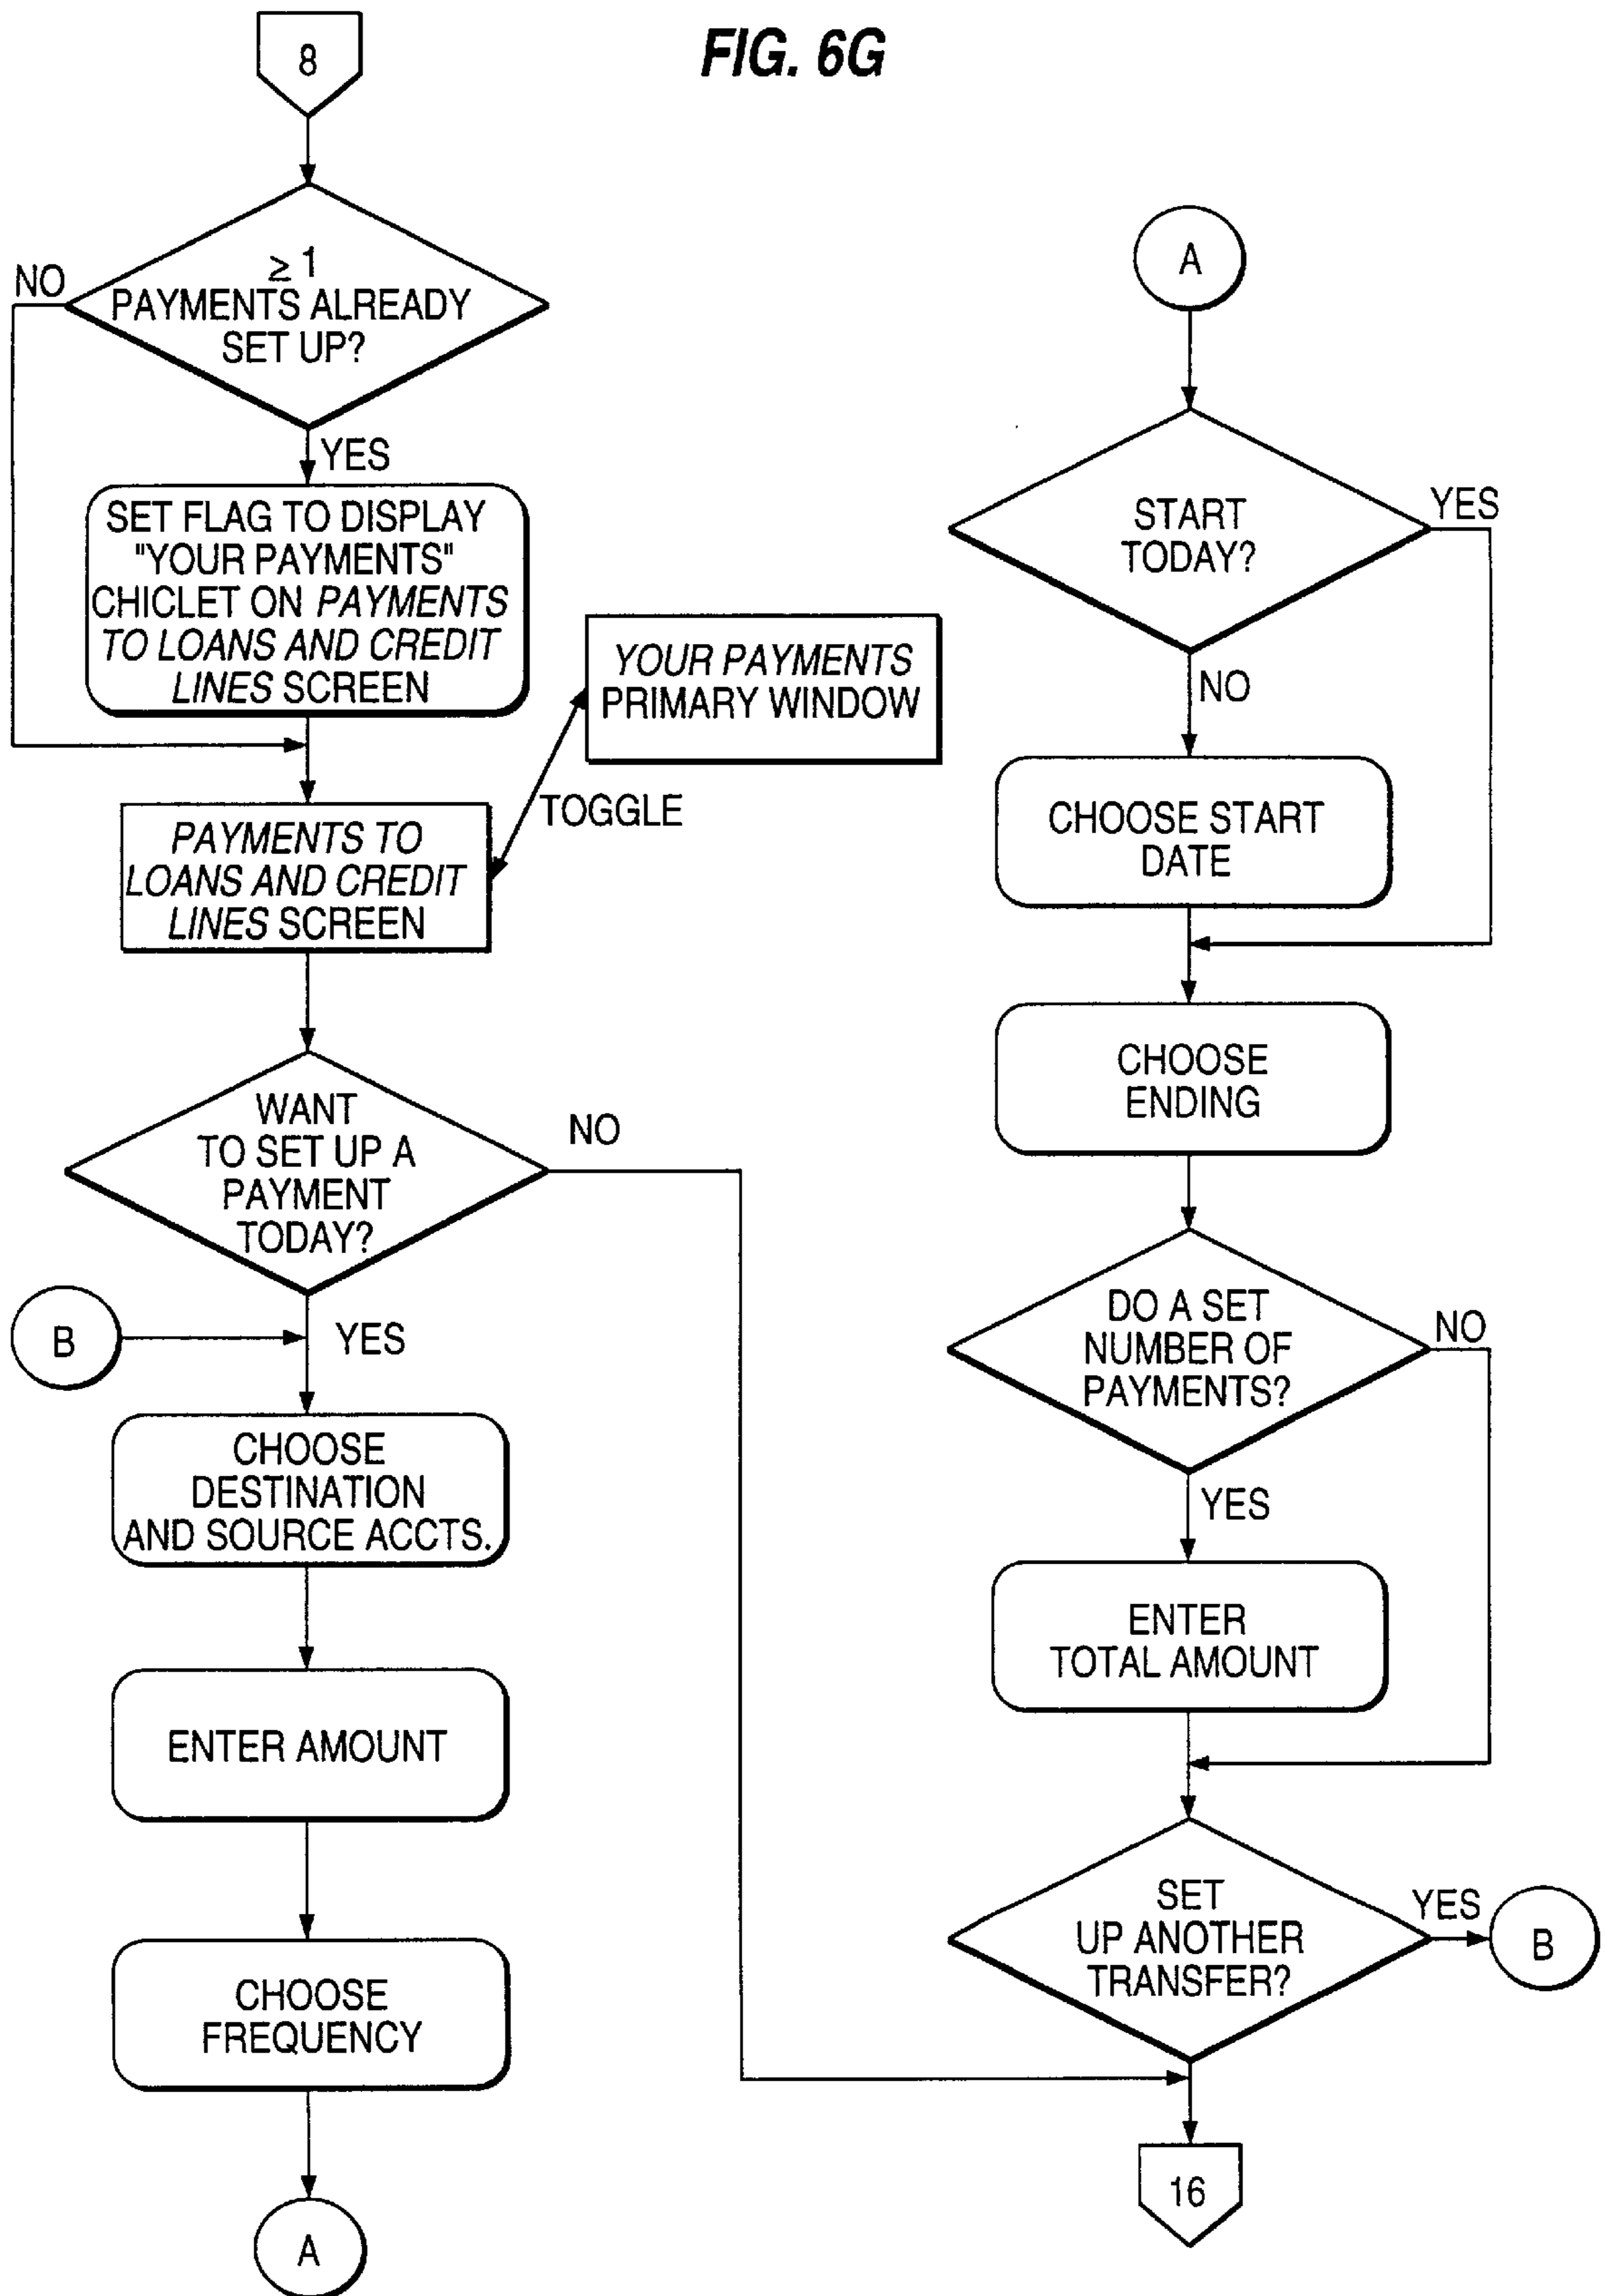 FIG. 6G
8
≥ 1
PAYMENTS ALREADY
SET UP?
NO
YES
SET FLAG TO DISPLAY
"YOUR PAYMENTS"
CHICLET ON PAYMENTS
TO LOANS AND CREDIT
LINES SCREEN
YOUR PAYMENTS
PRIMARY WINDOW
TOGGLE
PAYMENTS TO
LOANS AND CREDIT
LINES SCREEN
WANT
TO SET UP A
PAYMENT
TODAY?
NO
B
YES
CHOOSE
DESTINATION
AND SOURCE ACCTS.
ENTER AMOUNT
CHOOSE
FREQUENCY
A
A
START
TODAY?
YES
NO
CHOOSE START
DATE
CHOOSE
ENDING
DO A SET
NUMBER OF
PAYMENTS?
NO
YES
ENTER
TOTAL AMOUNT
SET
UP ANOTHER
TRANSFER?
YES
B
16